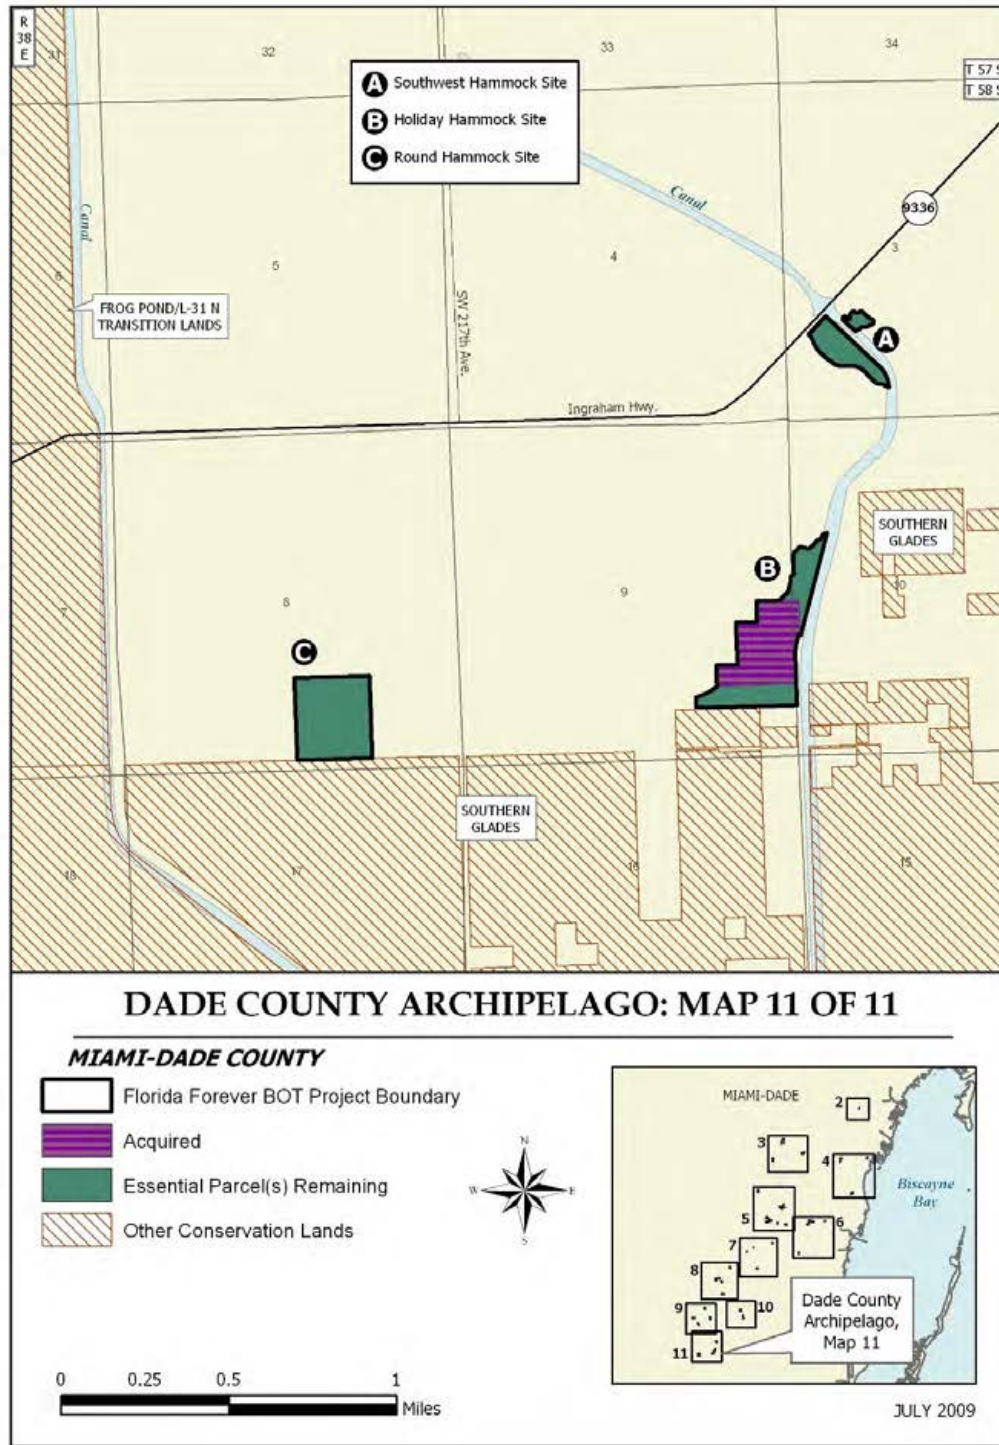 R
38
E
31
32
33
34
T 57 S
T 58 S
A Southwest Hammock Site
B Holiday Hammock Site
C Round Hammock Site
Canal
Canal
9336
3
4
5
6
FROG POND/L-31 N
TRANSITION LANDS
SW 217th Ave.
A
Ingraham Hwy.
SOUTHERN
GLADES
B
10
9
8
7
C
SOUTHERN
GLADES
18
17
16
15
DADE COUNTY ARCHIPELAGO: MAP 11 OF 11
MIAMI-DADE COUNTY
Florida Forever BOT Project Boundary
Acquired
Essential Parcel(s) Remaining
Other Conservation Lands
N
W E
S
MIAMI-DADE
2
3
4
Biscayne
Bay
5
6
7
8
9
10
11
Dade County
Archipelago,
Map 11
0 0.25 0.5 1
Miles
JULY 2009